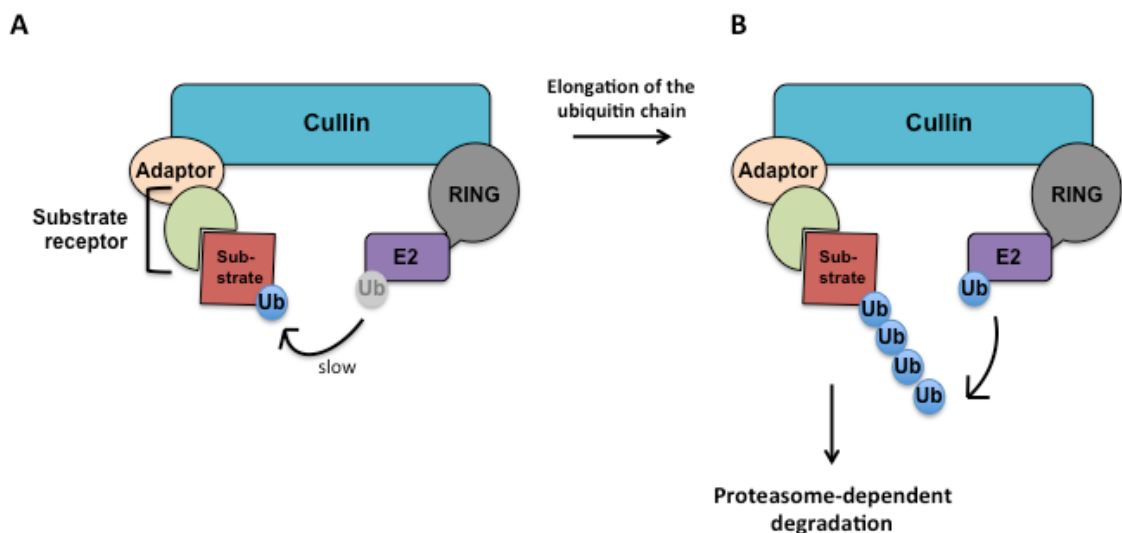 A
Cullin
Adaptor
RING
Substrate
receptor
Sub-
strate
E2
Ub
Ub
slow
Elongation of the
ubiquitin chain
B
Cullin
Adaptor
RING
Sub-
strate
E2
Ub
Ub
Ub
Ub
Ub
Proteasome-dependent
degradation